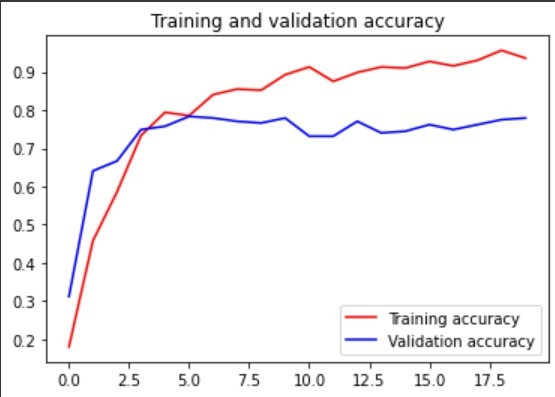 Training and validation accuracy
0.9
0.8
0.7
0.6
0.5
0.4
0.3
0.2
Training accuracy
Validation accuracy
0.0 2.5 5.0 7.5 10.0 12.5 15.0 17.5